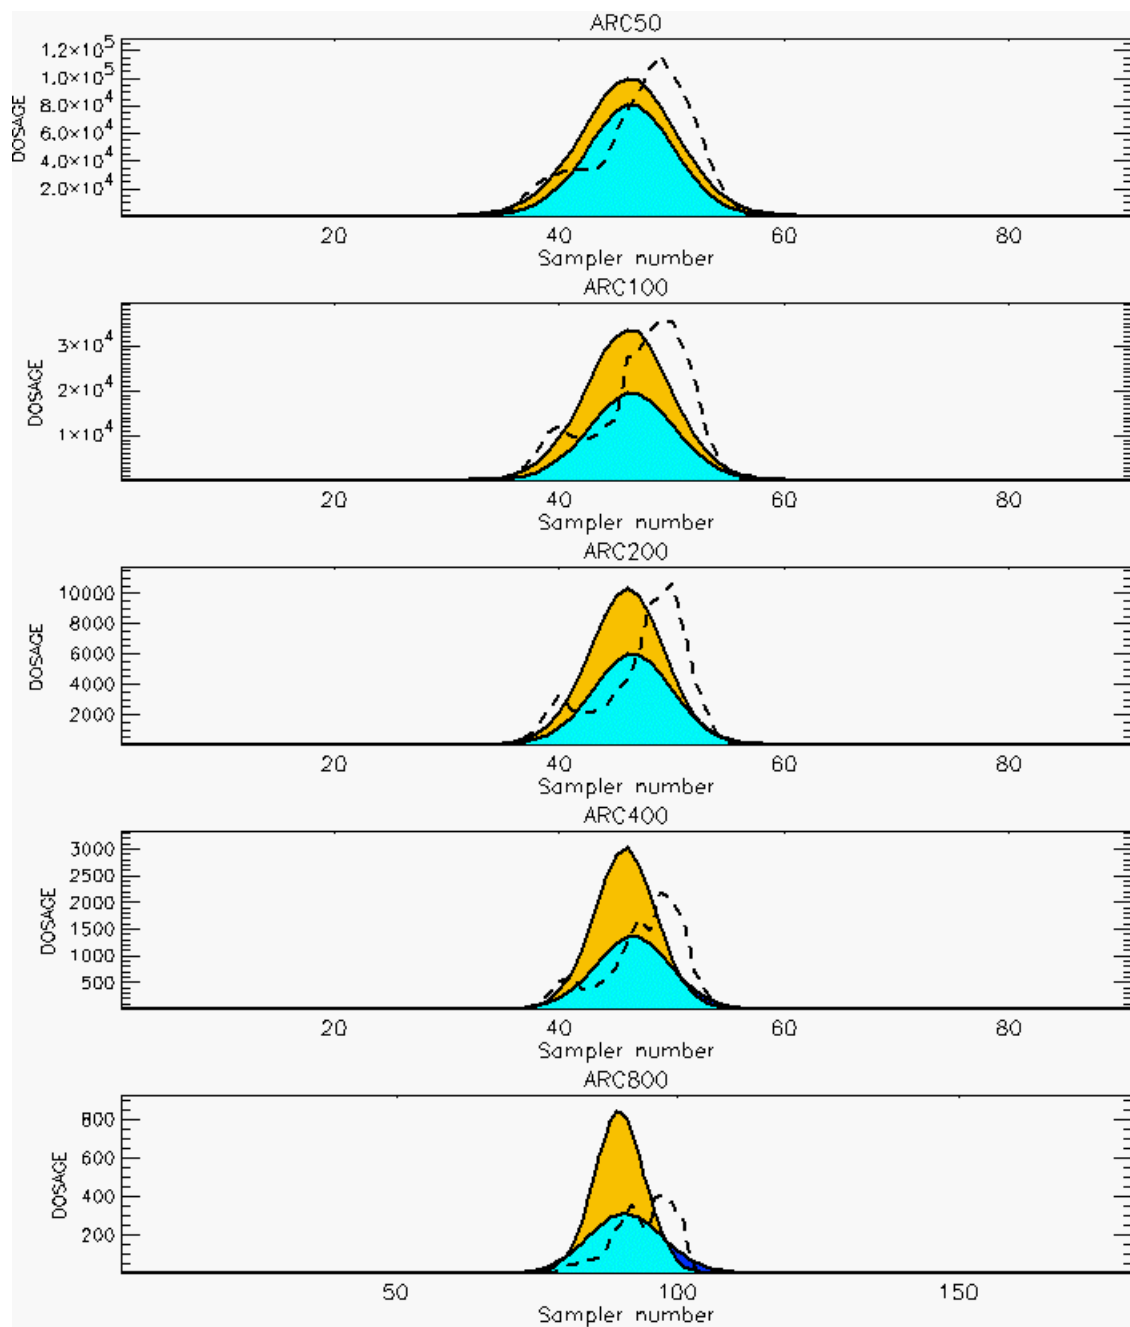 ARC50
1.2×10⁵
1.0×10⁵
8.0×10⁴
6.0×10⁴
4.0×10⁴
2.0×10⁴
DOSAGE
20 40 60 80
Sampler number
ARC100
3×10⁴
2×10⁴
1×10⁴
DOSAGE
20 40 60 80
Sampler number
ARC200
10000
8000
6000
4000
2000
DOSAGE
20 40 60 80
Sampler number
ARC400
3000
2500
2000
1500
1000
500
DOSAGE
20 40 60 80
Sampler number
ARC800
800
600
400
200
DOSAGE
50 100 150
Sampler number